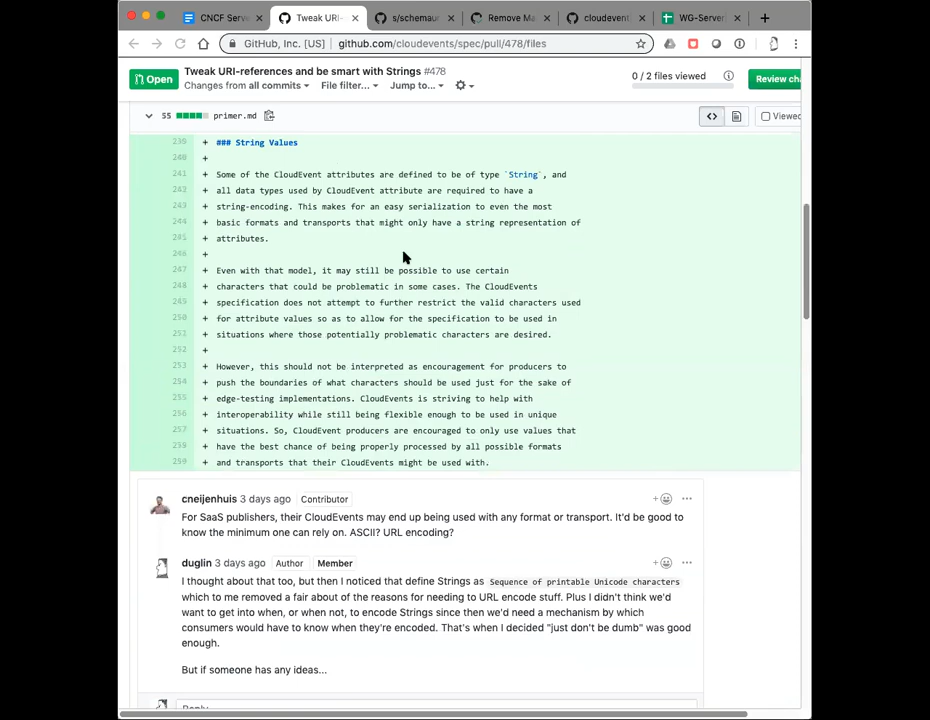 CNCF Serve
Tweak URI-
s/schemaur
Remove Ma
cloudevent
WG-Server
GitHub, Inc. [US] | github.com/cloudevents/spec/pull/478/files
Open
Tweak URI-references and be smart with Strings #478
Changes from all commits
File filter...
Jump to...
0 / 2 files viewed
Review cha
55 primer.md
Viewed
239 + ### String Values
240 +
241 + Some of the CloudEvent attributes are defined to be of type `String`, and
242 + all data types used by CloudEvent attribute are required to have a
243 + string-encoding. This makes for an easy serialization to even the most
244 + basic formats and transports that might only have a string representation of
245 + attributes.
246 +
247 + Even with that model, it may still be possible to use certain
248 + characters that could be problematic in some cases. The CloudEvents
249 + specification does not attempt to further restrict the valid characters used
250 + for attribute values so as to allow for the specification to be used in
251 + situations where those potentially problematic characters are desired.
252 +
253 + However, this should not be interpreted as encouragement for producers to
254 + push the boundaries of what characters should be used just for the sake of
255 + edge-testing implementations. CloudEvents is striving to help with
256 + interoperability while still being flexible enough to be used in unique
257 + situations. So, CloudEvent producers are encouraged to only use values that
258 + have the best chance of being properly processed by all possible formats
259 + and transports that their CloudEvents might be used with.
cneijenhuis 3 days ago Contributor
For SaaS publishers, their CloudEvents may end up being used with any format or transport. It'd be good to
know the minimum one can rely on. ASCII? URL encoding?
duglin 3 days ago Author Member
I thought about that too, but then I noticed that define Strings as Sequence of printable Unicode characters
which to me removed a fair about of the reasons for needing to URL encode stuff. Plus I didn't think we'd
want to get into when, or when not, to encode Strings since then we'd need a mechanism by which
consumers would have to know when they're encoded. That's when I decided "just don't be dumb" was good
enough.
But if someone has any ideas...
Reply